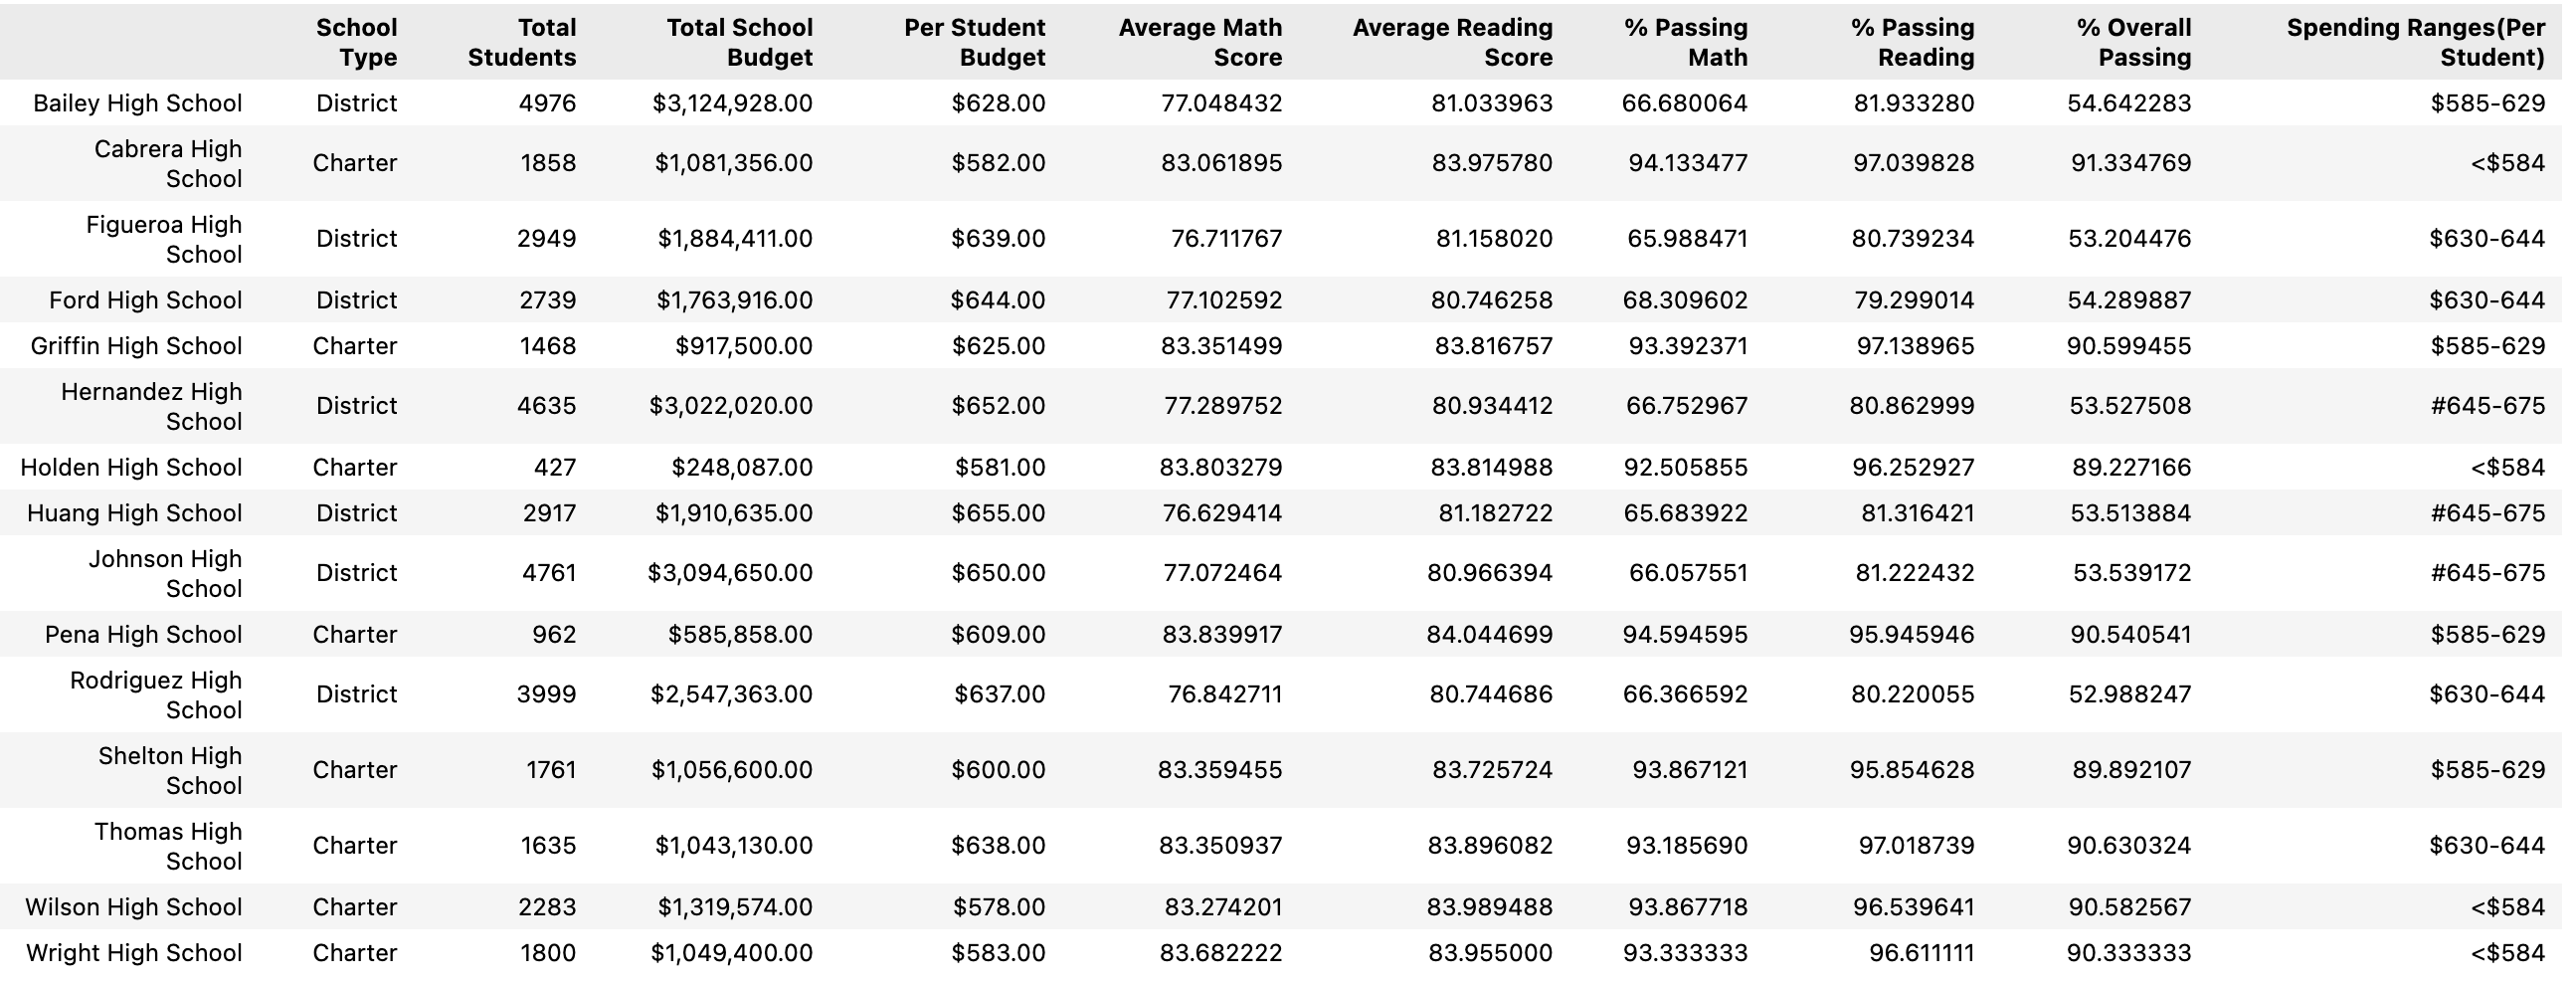 School Type Total Students Total School Budget Per Student Budget Average Math Score Average Reading Score % Passing Math % Passing Reading % Overall Passing Spending Ranges(Per Student)
Bailey High School District 4976 $3,124,928.00 $628.00 77.048432 81.033963 66.680064 81.933280 54.642283 $585-629
Cabrera High School Charter 1858 $1,081,356.00 $582.00 83.061895 83.975780 94.133477 97.039828 91.334769 <$584
Figueroa High School District 2949 $1,884,411.00 $639.00 76.711767 81.158020 65.988471 80.739234 53.204476 $630-644
Ford High School District 2739 $1,763,916.00 $644.00 77.102592 80.746258 68.309602 79.299014 54.289887 $630-644
Griffin High School Charter 1468 $917,500.00 $625.00 83.351499 83.816757 93.392371 97.138965 90.599455 $585-629
Hernandez High School District 4635 $3,022,020.00 $652.00 77.289752 80.934412 66.752967 80.862999 53.527508 #645-675
Holden High School Charter 427 $248,087.00 $581.00 83.803279 83.814988 92.505855 96.252927 89.227166 <$584
Huang High School District 2917 $1,910,635.00 $655.00 76.629414 81.182722 65.683922 81.316421 53.513884 #645-675
Johnson High School District 4761 $3,094,650.00 $650.00 77.072464 80.966394 66.057551 81.222432 53.539172 #645-675
Pena High School Charter 962 $585,858.00 $609.00 83.839917 84.044699 94.594595 95.945946 90.540541 $585-629
Rodriguez High School District 3999 $2,547,363.00 $637.00 76.842711 80.744686 66.366592 80.220055 52.988247 $630-644
Shelton High School Charter 1761 $1,056,600.00 $600.00 83.359455 83.725724 93.867121 95.854628 89.892107 $585-629
Thomas High School Charter 1635 $1,043,130.00 $638.00 83.350937 83.896082 93.185690 97.018739 90.630324 $630-644
Wilson High School Charter 2283 $1,319,574.00 $578.00 83.274201 83.989488 93.867718 96.539641 90.582567 <$584
Wright High School Charter 1800 $1,049,400.00 $583.00 83.682222 83.955000 93.333333 96.611111 90.333333 <$584